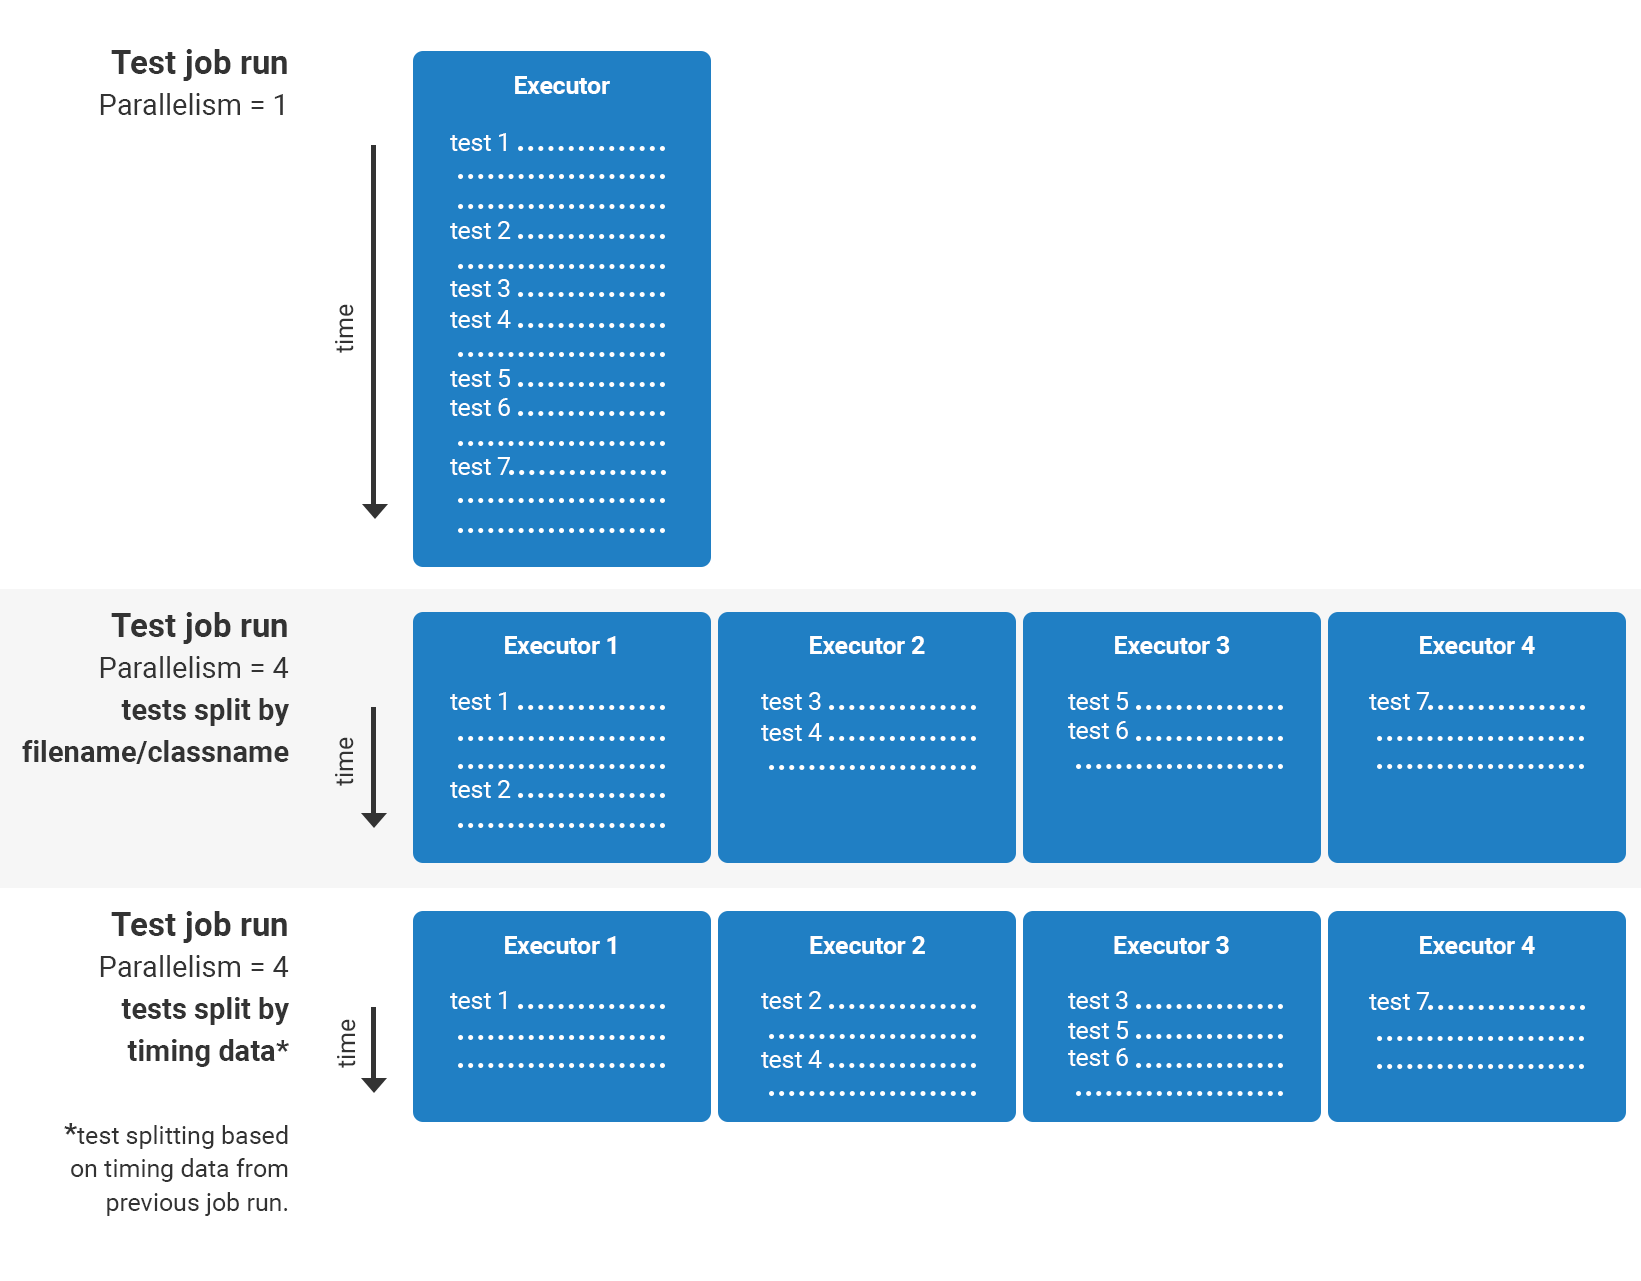 Test job run
Parallelism = 1
time
Executor
test 1 ...............
.....................
.....................
test 2 ...............
.....................
test 3 ...............
test 4 ...............
.....................
test 5 ...............
test 6 ...............
.....................
test 7................
.....................
.....................
Test job run
Parallelism = 4
tests split by
filename/classname
time
Executor 1
test 1 ...............
.....................
.....................
test 2 ...............
.....................
Executor 2
test 3 ...............
test 4 ...............
.....................
Executor 3
test 5 ...............
test 6 ...............
.....................
Executor 4
test 7................
.....................
.....................
Test job run
Parallelism = 4
tests split by
timing data*
time
*test splitting based
on timing data from
previous job run.
Executor 1
test 1 ...............
.....................
.....................
Executor 2
test 2 ...............
.....................
test 4 ...............
.....................
Executor 3
test 3 ...............
test 5 ...............
test 6 ...............
.....................
Executor 4
test 7................
.....................
.....................